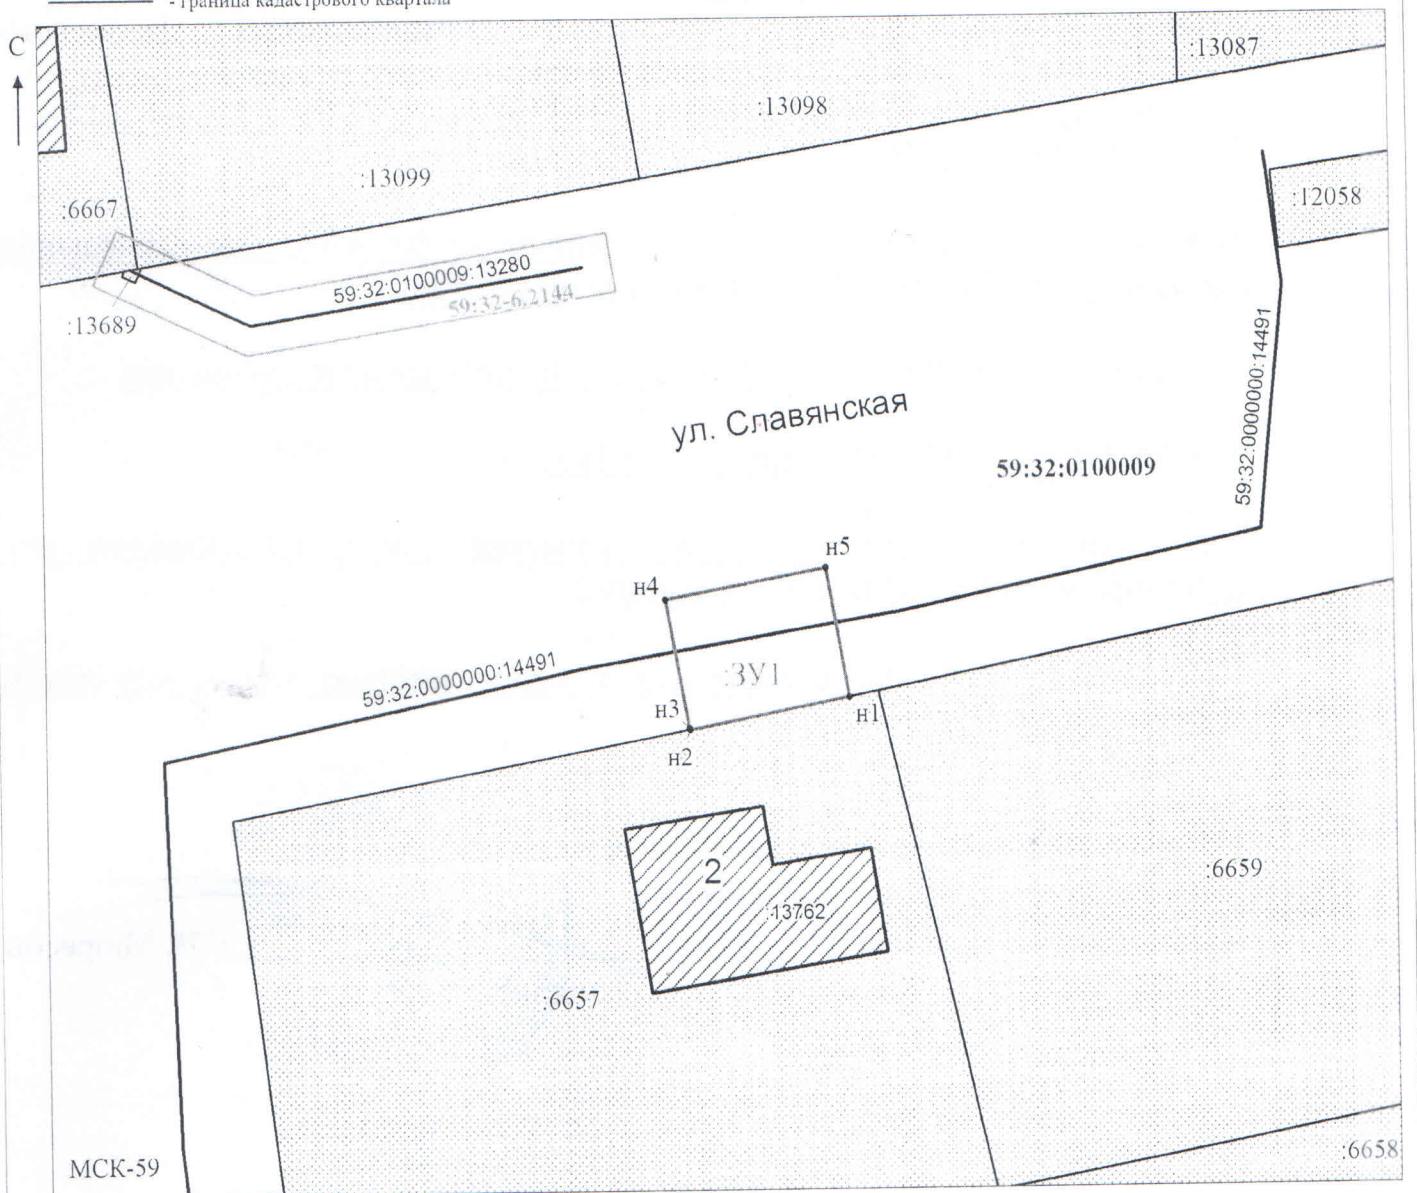 - граница кадастрового квартала
С
:13087
:13098
:13099
:6667
:12058
59:32:0100009:13280
59:32-6.2144
:13689
59:32:0000000:14491
ул. Славянская
59:32:0100009
н5
н4
59:32:0000000:14491
:ЗУ1
н3
н1
н2
2
:13762
:6659
:6657
МСК-59
:6658